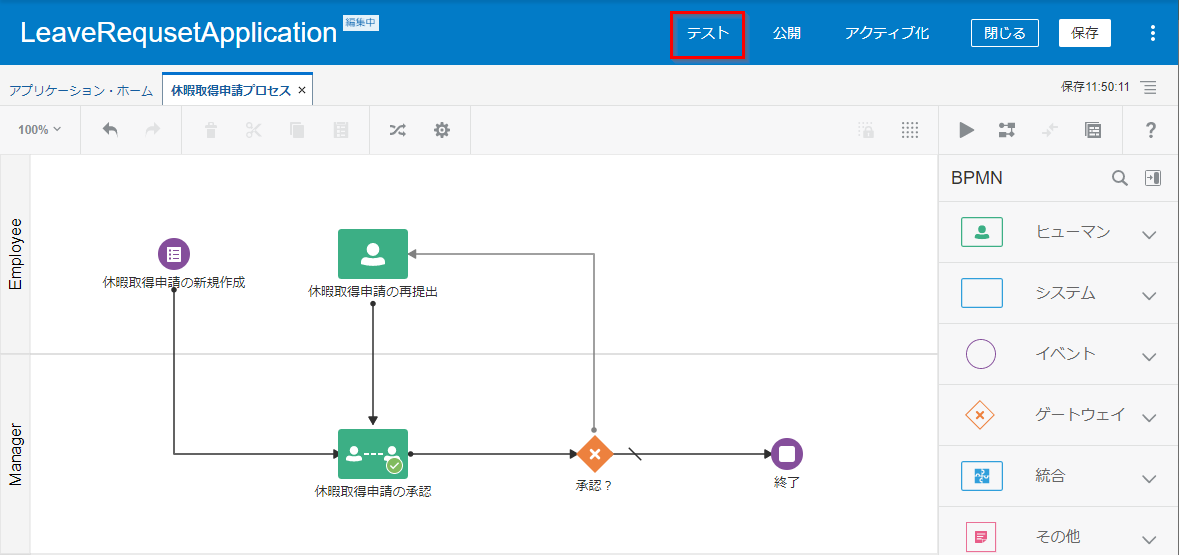 LeaveRequsetApplication 編集中 テスト 公開 アクティブ化 閉じる 保存
アプリケーション・ホーム 休暇取得申請プロセス × 保存11:50:11
100% ?
BPMN
ヒューマン
システム
イベント
ゲートウェイ
統合
その他
Employee
休暇取得申請の新規作成
休暇取得申請の再提出
Manager
休暇取得申請の承認
承認？
終了